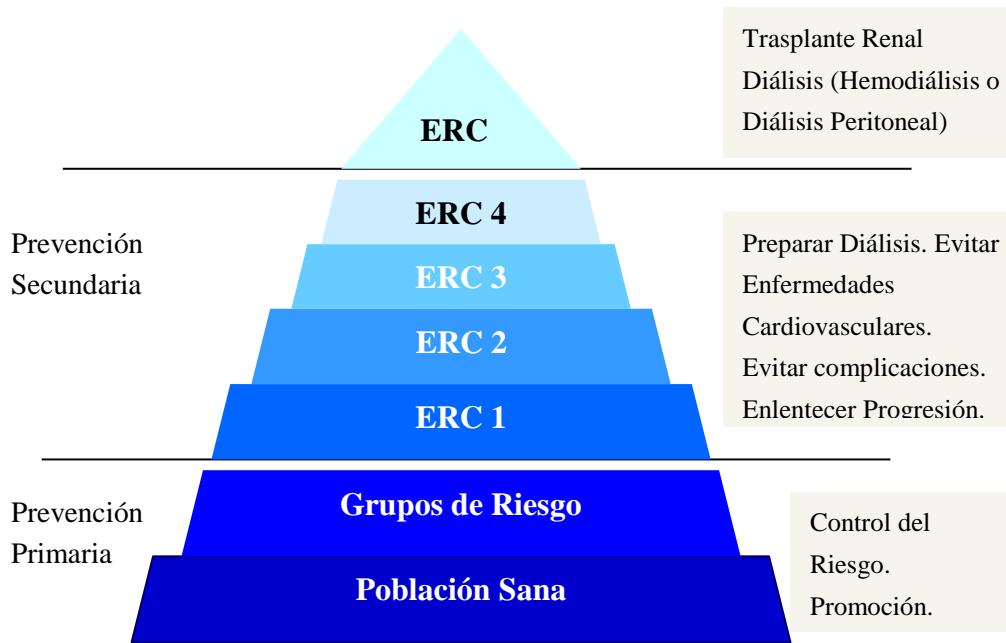 Trasplante Renal
Diálisis (Hemodiálisis o
Diálisis Peritoneal)
ERC
Prevención
Secundaria
ERC 4
ERC 3
ERC 2
ERC 1
Preparar Diálisis. Evitar
Enfermedades
Cardiovasculares.
Evitar complicaciones.
Enlentecer Progresión.
Prevención
Primaria
Grupos de Riesgo
Población Sana
Control del
Riesgo.
Promoción.